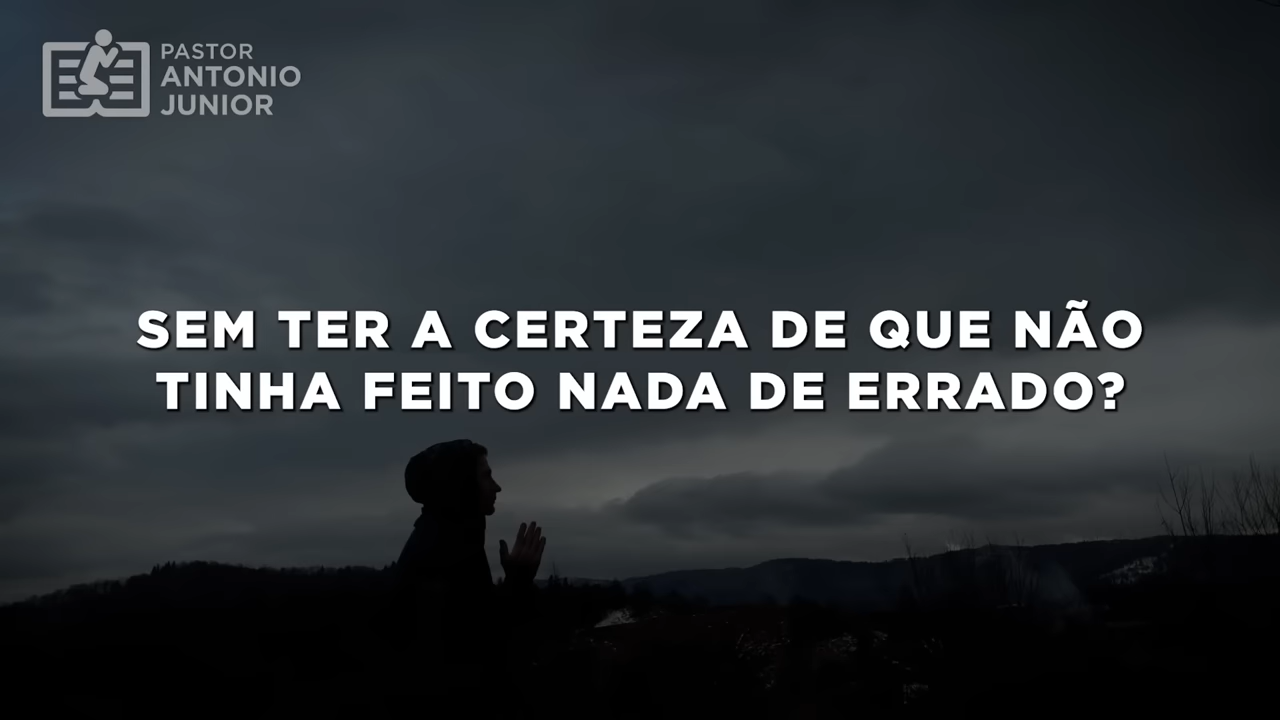 PASTOR
ANTONIO
JUNIOR
SEM TER A CERTEZA DE QUE NÃO
TINHA FEITO NADA DE ERRADO?